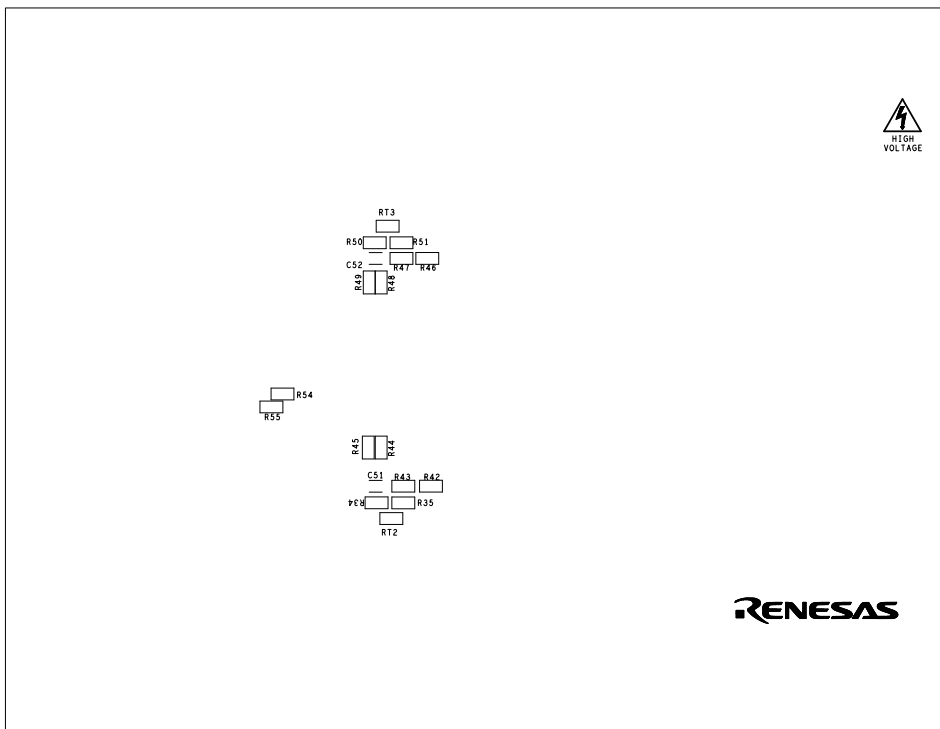 HIGH
VOLTAGE
RT3
R50
R51
C52
R47
R46
R49
R48
R54
R55
R45
R44
C51
R43
R42
R34
R35
RT2
RENESAS